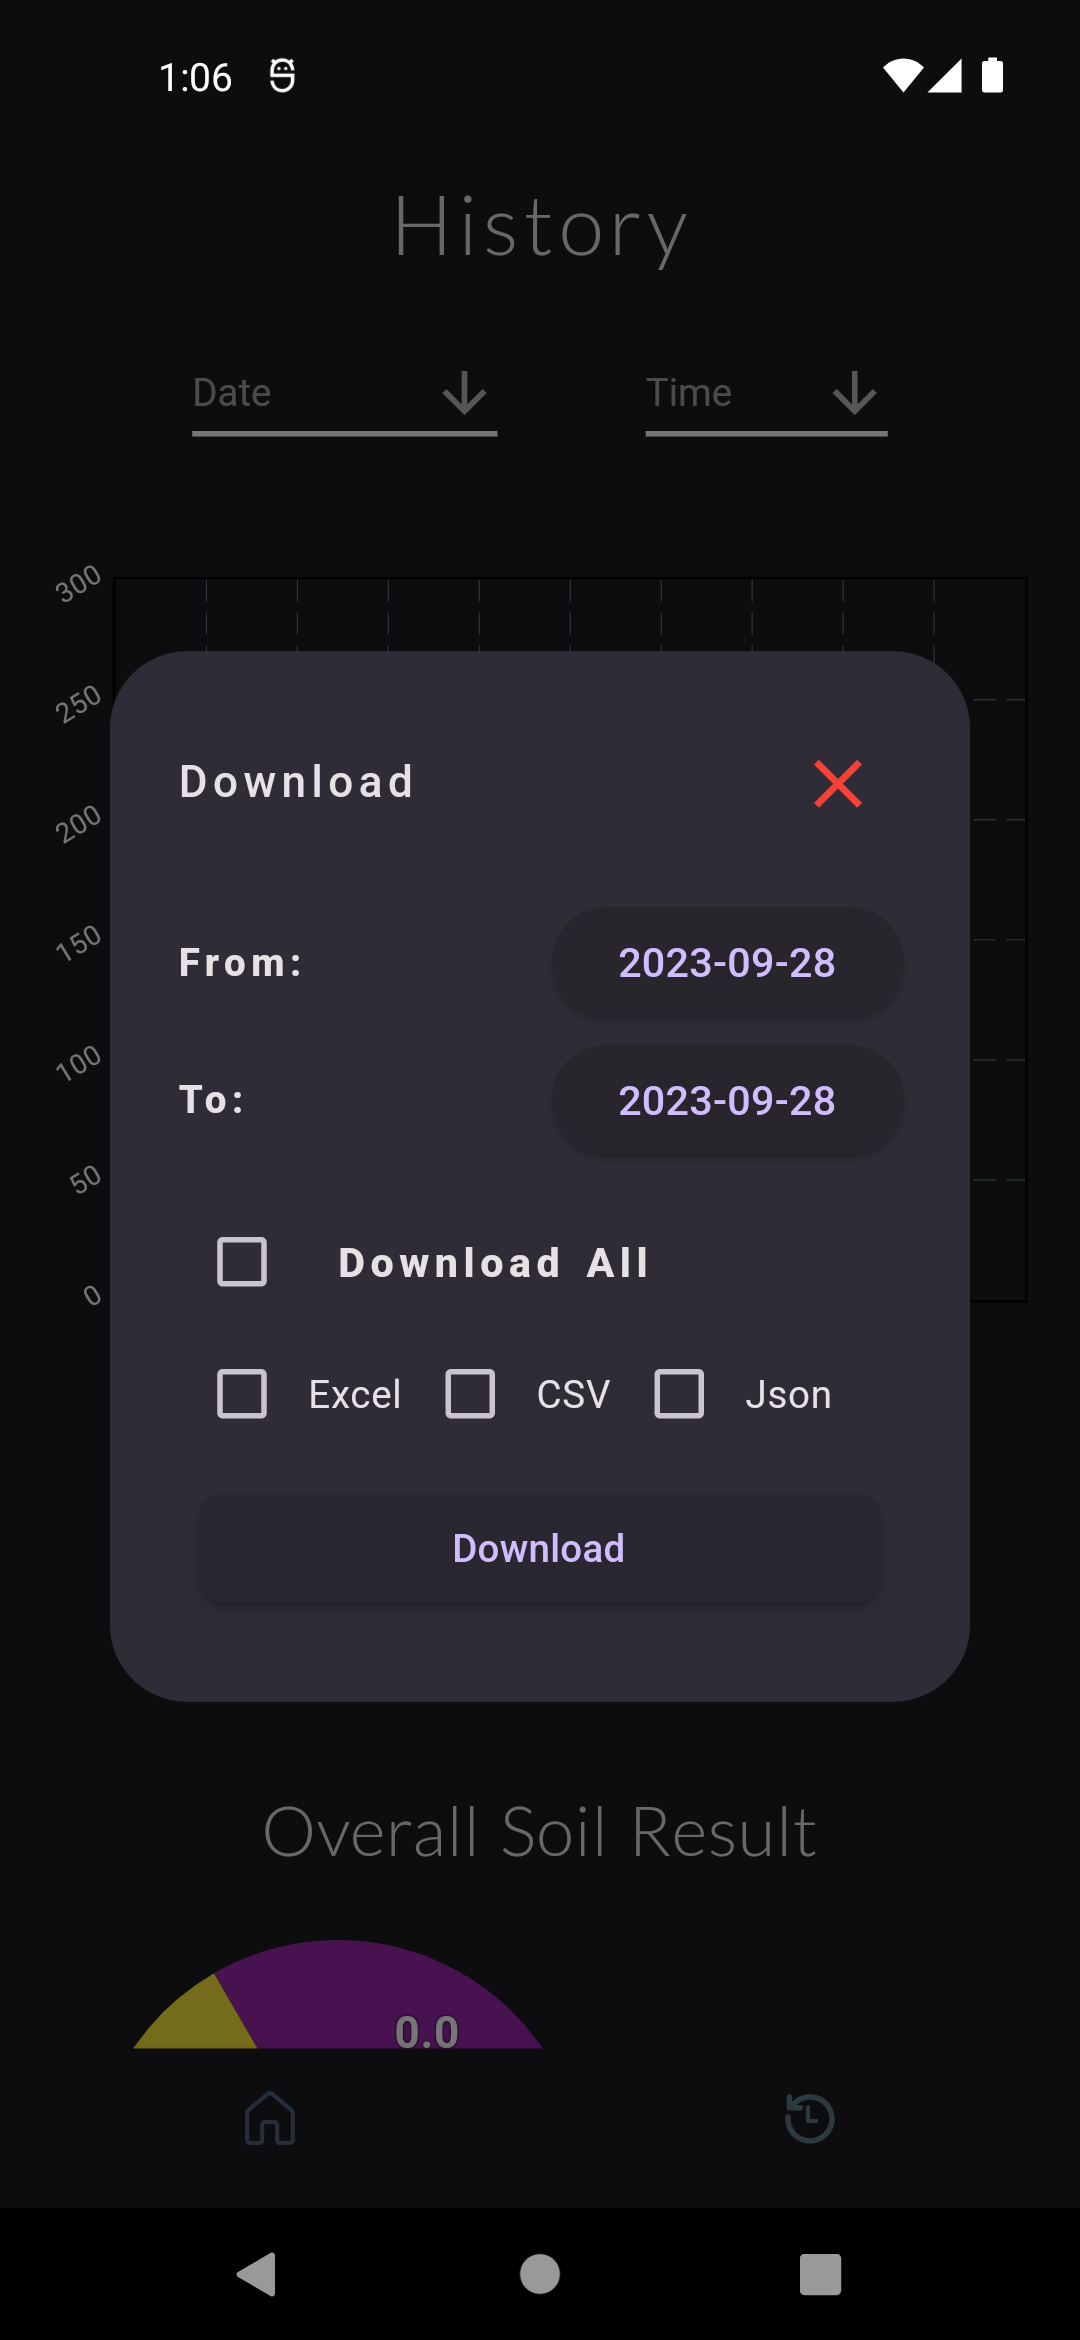 1:06
History
Date Time
300
250
Download
200
From: 2023-09-28
150
To: 2023-09-28
100
50
Download All
0
Excel CSV Json
Download
Overall Soil Result
0.0